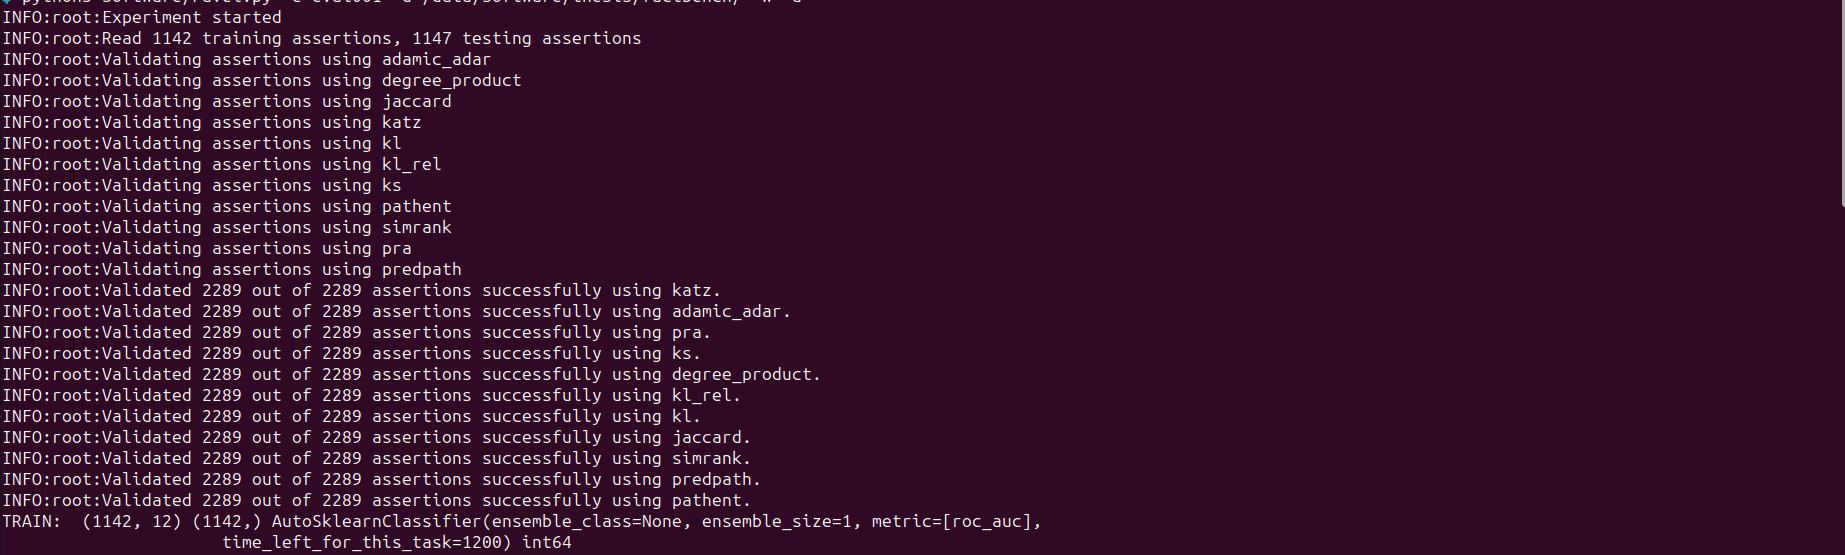 INFO:root:Experiment started
INFO:root:Read 1142 training assertions, 1147 testing assertions
INFO:root:Validating assertions using adamic_adar
INFO:root:Validating assertions using degree_product
INFO:root:Validating assertions using jaccard
INFO:root:Validating assertions using katz
INFO:root:Validating assertions using kl
INFO:root:Validating assertions using kl_rel
INFO:root:Validating assertions using ks
INFO:root:Validating assertions using pathent
INFO:root:Validating assertions using simrank
INFO:root:Validating assertions using pra
INFO:root:Validating assertions using predpath
INFO:root:Validated 2289 out of 2289 assertions successfully using katz.
INFO:root:Validated 2289 out of 2289 assertions successfully using adamic_adar.
INFO:root:Validated 2289 out of 2289 assertions successfully using pra.
INFO:root:Validated 2289 out of 2289 assertions successfully using ks.
INFO:root:Validated 2289 out of 2289 assertions successfully using degree_product.
INFO:root:Validated 2289 out of 2289 assertions successfully using kl_rel.
INFO:root:Validated 2289 out of 2289 assertions successfully using kl.
INFO:root:Validated 2289 out of 2289 assertions successfully using jaccard.
INFO:root:Validated 2289 out of 2289 assertions successfully using simrank.
INFO:root:Validated 2289 out of 2289 assertions successfully using predpath.
INFO:root:Validated 2289 out of 2289 assertions successfully using pathent.
TRAIN:  (1142, 12) (1142,) AutoSklearnClassifier(ensemble_class=None, ensemble_size=1, metric=[roc_auc],
                      time_left_for_this_task=1200) int64